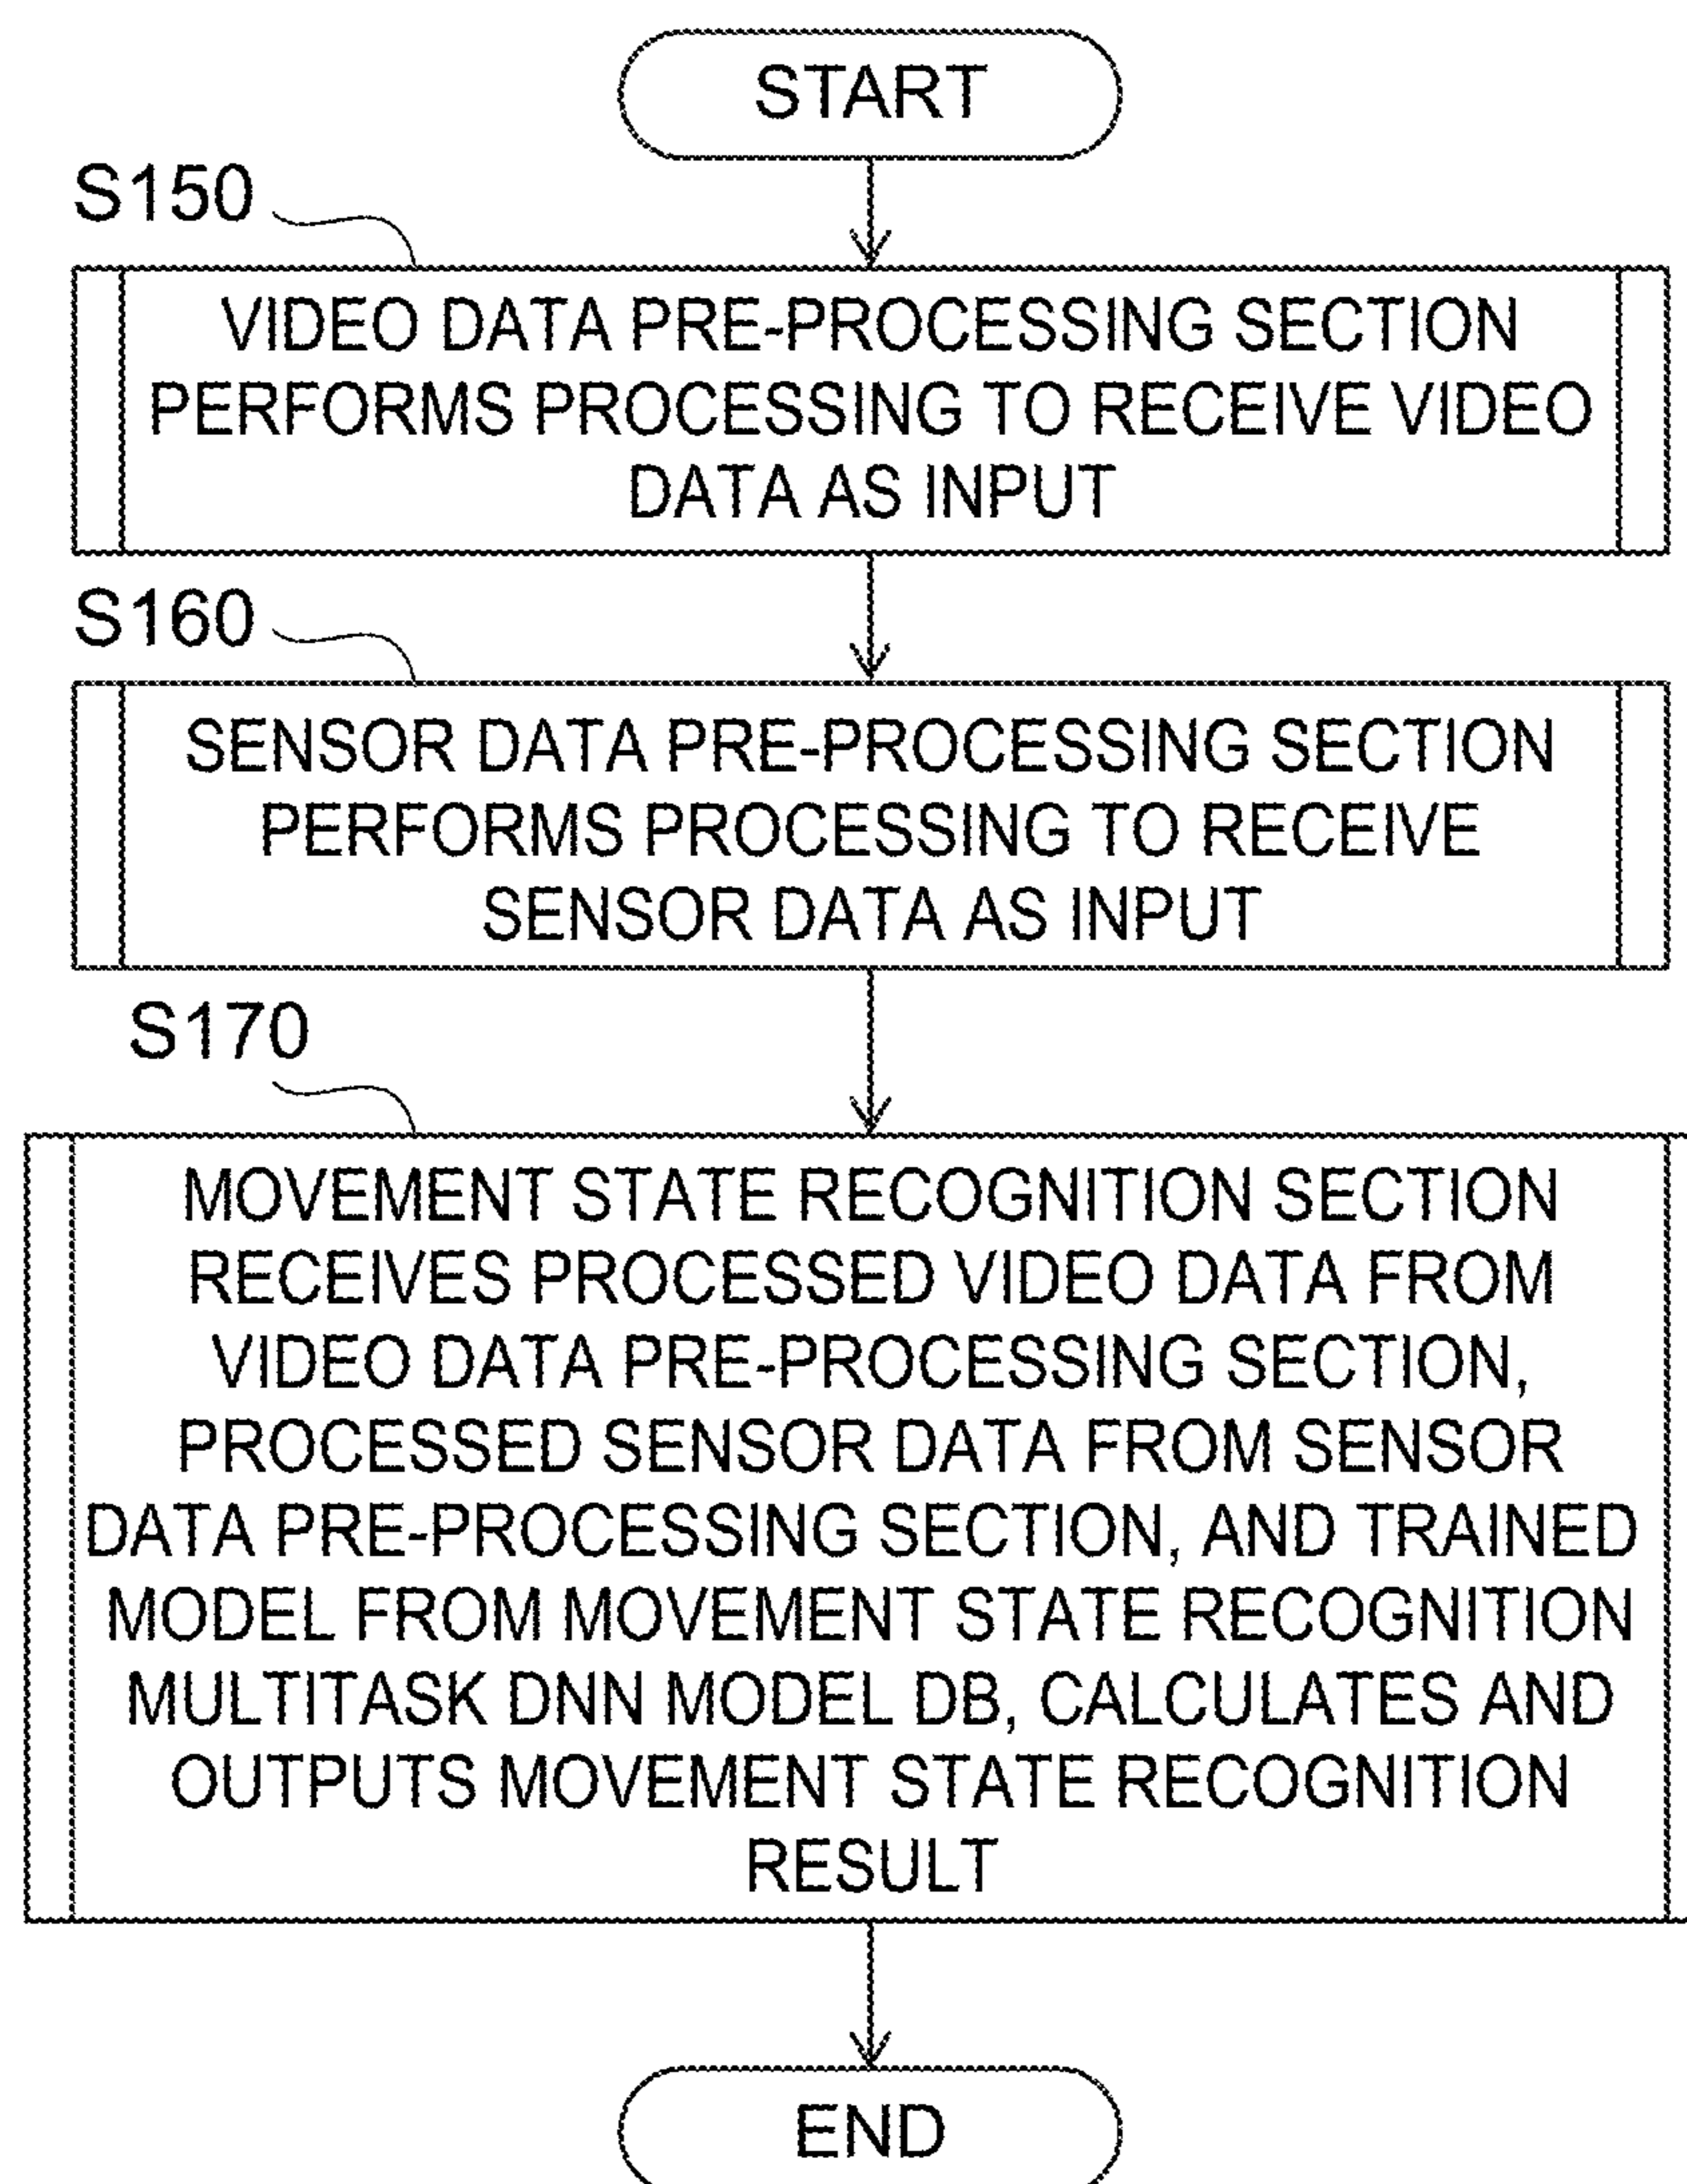 START
S150
VIDEO DATA PRE-PROCESSING SECTION
PERFORMS PROCESSING TO RECEIVE VIDEO
DATA AS INPUT
S160
SENSOR DATA PRE-PROCESSING SECTION
PERFORMS PROCESSING TO RECEIVE
SENSOR DATA AS INPUT
S170
MOVEMENT STATE RECOGNITION SECTION
RECEIVES PROCESSED VIDEO DATA FROM
VIDEO DATA PRE-PROCESSING SECTION,
PROCESSED SENSOR DATA FROM SENSOR
DATA PRE-PROCESSING SECTION, AND TRAINED
MODEL FROM MOVEMENT STATE RECOGNITION
MULTITASK DNN MODEL DB, CALCULATES AND
OUTPUTS MOVEMENT STATE RECOGNITION
RESULT
END